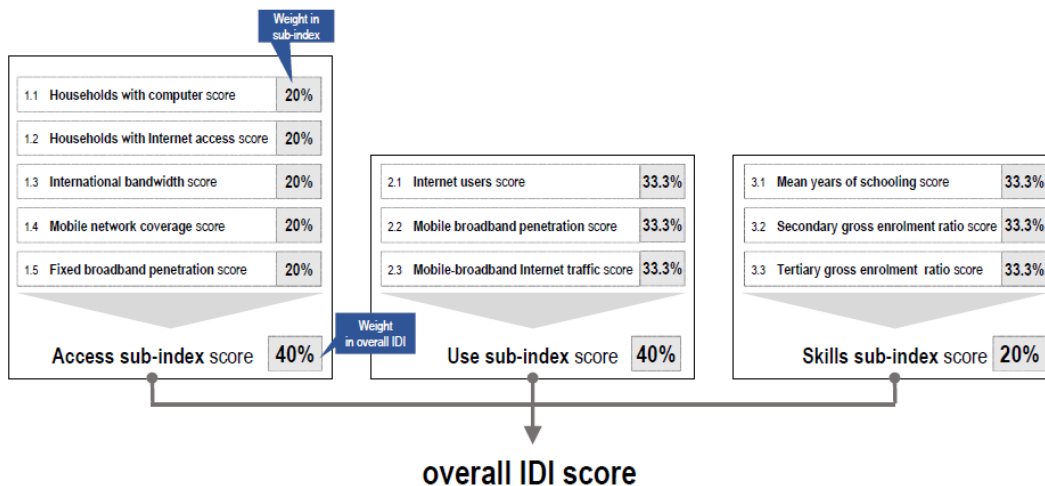 Weight in
sub-index
1.1 Households with computer score 20%
1.2 Households with Internet access score 20%
1.3 International bandwidth score 20%
1.4 Mobile network coverage score 20%
1.5 Fixed broadband penetration score 20%
Access sub-index score 40%
Weight
in overall IDI
2.1 Internet users score 33.3%
2.2 Mobile broadband penetration score 33.3%
2.3 Mobile-broadband Internet traffic score 33.3%
Use sub-index score 40%
3.1 Mean years of schooling score 33.3%
3.2 Secondary gross enrolment ratio score 33.3%
3.3 Tertiary gross enrolment ratio score 33.3%
Skills sub-index score 20%
overall IDI score